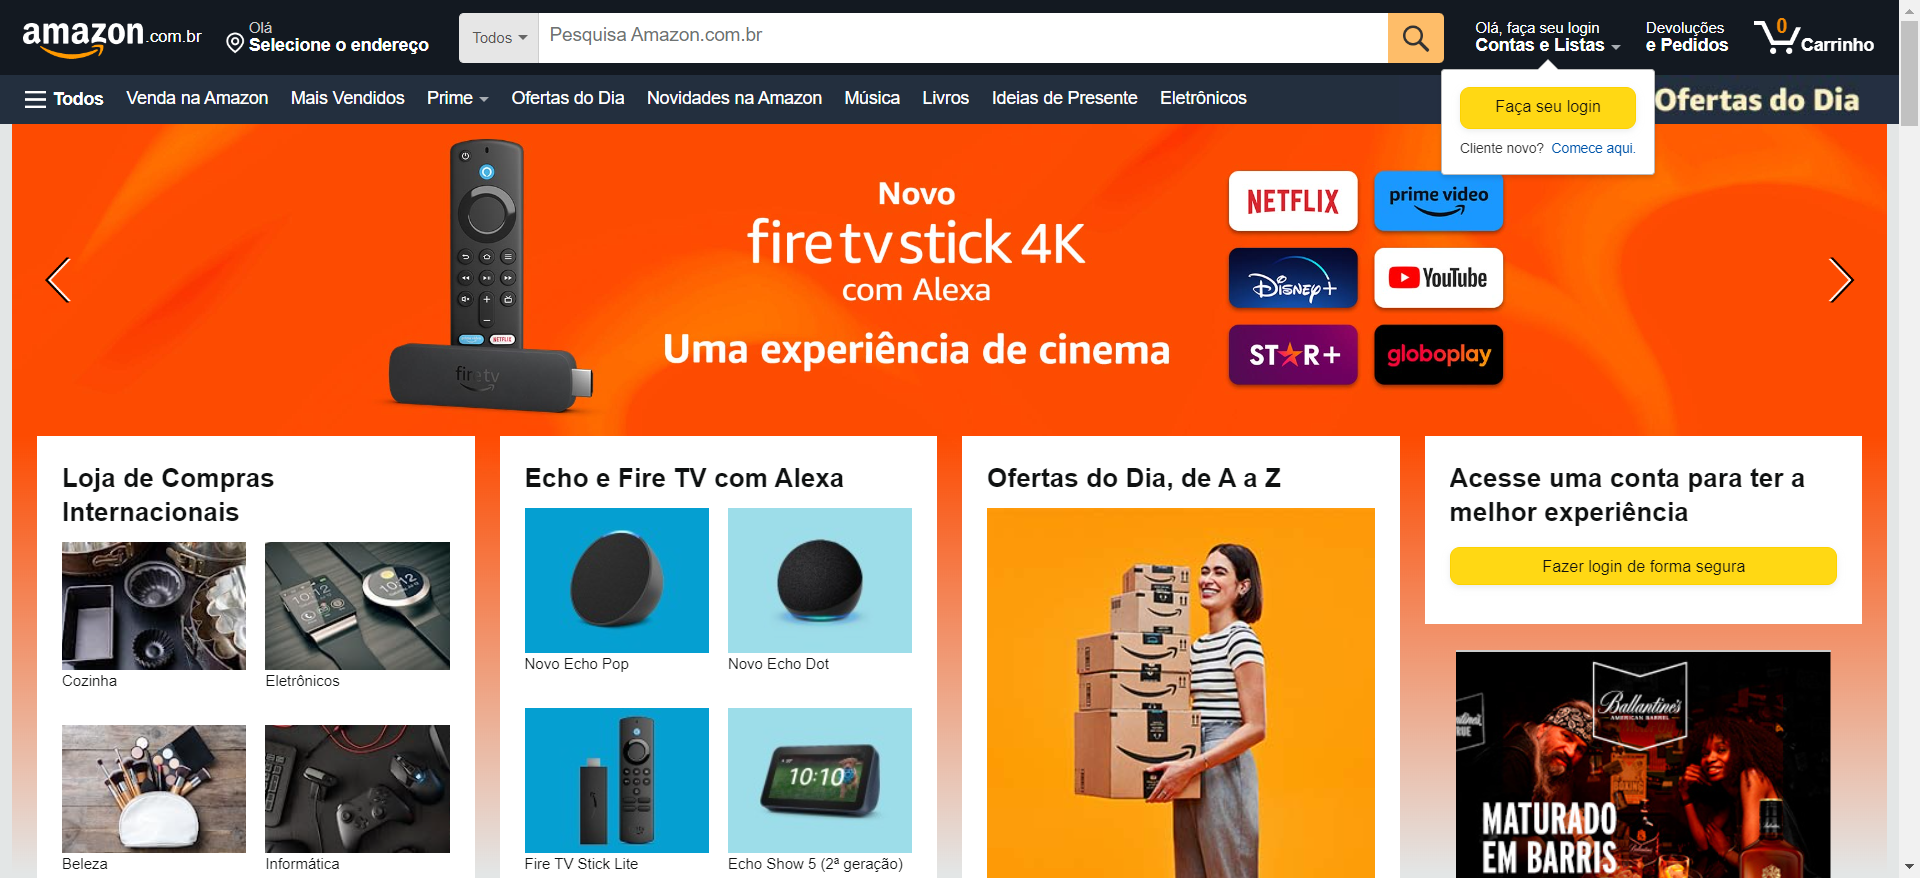 amazon.com.br
Olá
Selecione o endereço
Todos
Pesquisa Amazon.com.br
Olá, faça seu login
Contas e Listas
Devoluções
e Pedidos
0
Carrinho
Todos
Venda na Amazon
Mais Vendidos
Prime
Ofertas do Dia
Novidades na Amazon
Música
Livros
Ideias de Presente
Eletrônicos
Ofertas do Dia
Faça seu login
Cliente novo? Comece aqui.
Novo
fire tv stick 4K
com Alexa
Uma experiência de cinema
NETFLIX
prime video
Disney+
YouTube
STAR+
globoplay
NETFLIX
fire tv
Loja de Compras
Internacionais
Cozinha
Eletrônicos
Beleza
Informática
Echo e Fire TV com Alexa
Novo Echo Pop
Novo Echo Dot
10:10
Fire TV Stick Lite
Echo Show 5 (2ª geração)
Ofertas do Dia, de A a Z
Acesse uma conta para ter a
melhor experiência
Fazer login de forma segura
Ballantine's
AMERICAN BARREL
MATURADO
EM BARRIS